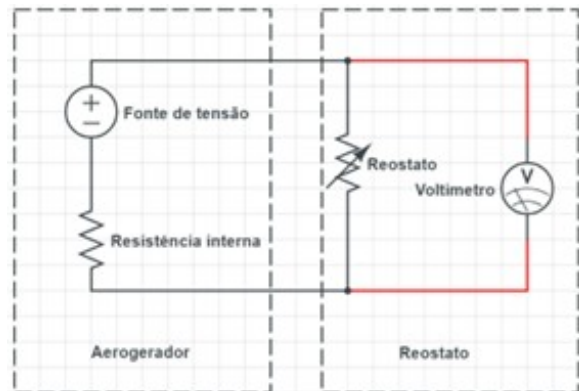 Fonte de tensão
Reostato
Voltímetro
V
Resistência interna
Aerogerador
Reostato